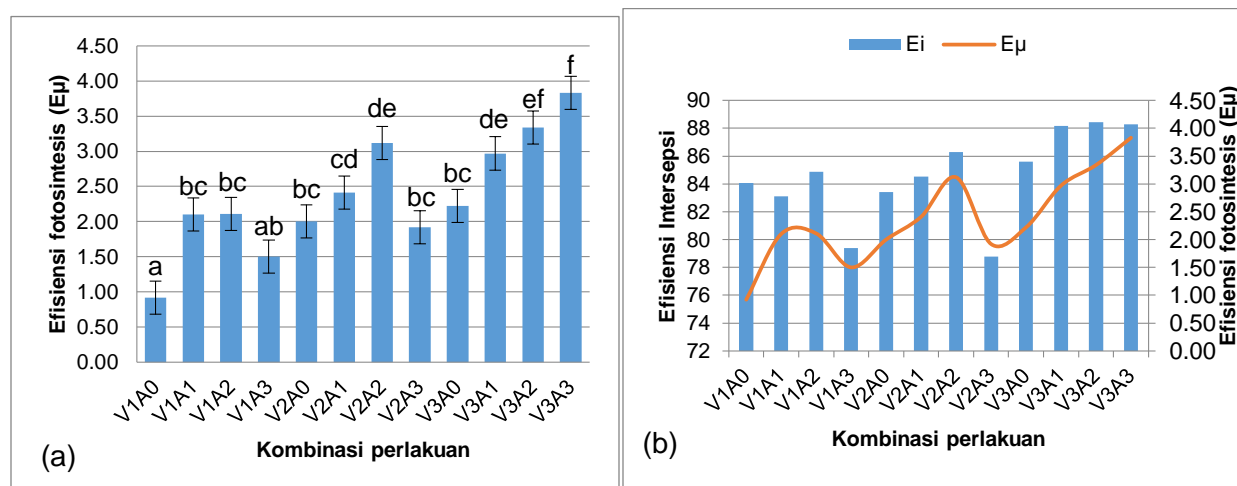 Efisiensi fotosintesis (Eμ)
4.50
4.00
3.50
3.00
2.50
2.00
1.50
1.00
0.50
0.00
a
bc
bc
ab
bc
cd
de
bc
bc
de
ef
f
V1A0
V1A1
V1A2
V1A3
V2A0
V2A1
V2A2
V2A3
V3A0
V3A1
V3A2
V3A3
Kombinasi perlakuan
(a)
Ei
Eμ
Efisiensi Intersepsi
90
88
86
84
82
80
78
76
74
72
4.50
4.00
3.50
3.00
2.50
2.00
1.50
1.00
0.50
0.00
Efisiensi fotosintesis (Eμ)
V1A0
V1A1
V1A2
V1A3
V2A0
V2A1
V2A2
V2A3
V3A0
V3A1
V3A2
V3A3
Kombinasi perlakuan
(b)